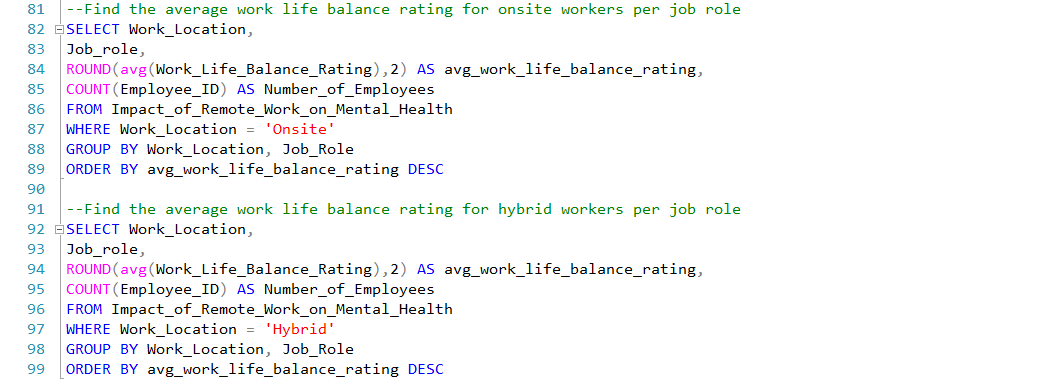 81 --Find the average work life balance rating for onsite workers per job role
82 SELECT Work_Location,
83 Job_role,
84 ROUND(avg(Work_Life_Balance_Rating),2) AS avg_work_life_balance_rating,
85 COUNT(Employee_ID) AS Number_of_Employees
86 FROM Impact_of_Remote_Work_on_Mental_Health
87 WHERE Work_Location = 'Onsite'
88 GROUP BY Work_Location, Job_Role
89 ORDER BY avg_work_life_balance_rating DESC
90
91 --Find the average work life balance rating for hybrid workers per job role
92 SELECT Work_Location,
93 Job_role,
94 ROUND(avg(Work_Life_Balance_Rating),2) AS avg_work_life_balance_rating,
95 COUNT(Employee_ID) AS Number_of_Employees
96 FROM Impact_of_Remote_Work_on_Mental_Health
97 WHERE Work_Location = 'Hybrid'
98 GROUP BY Work_Location, Job_Role
99 ORDER BY avg_work_life_balance_rating DESC